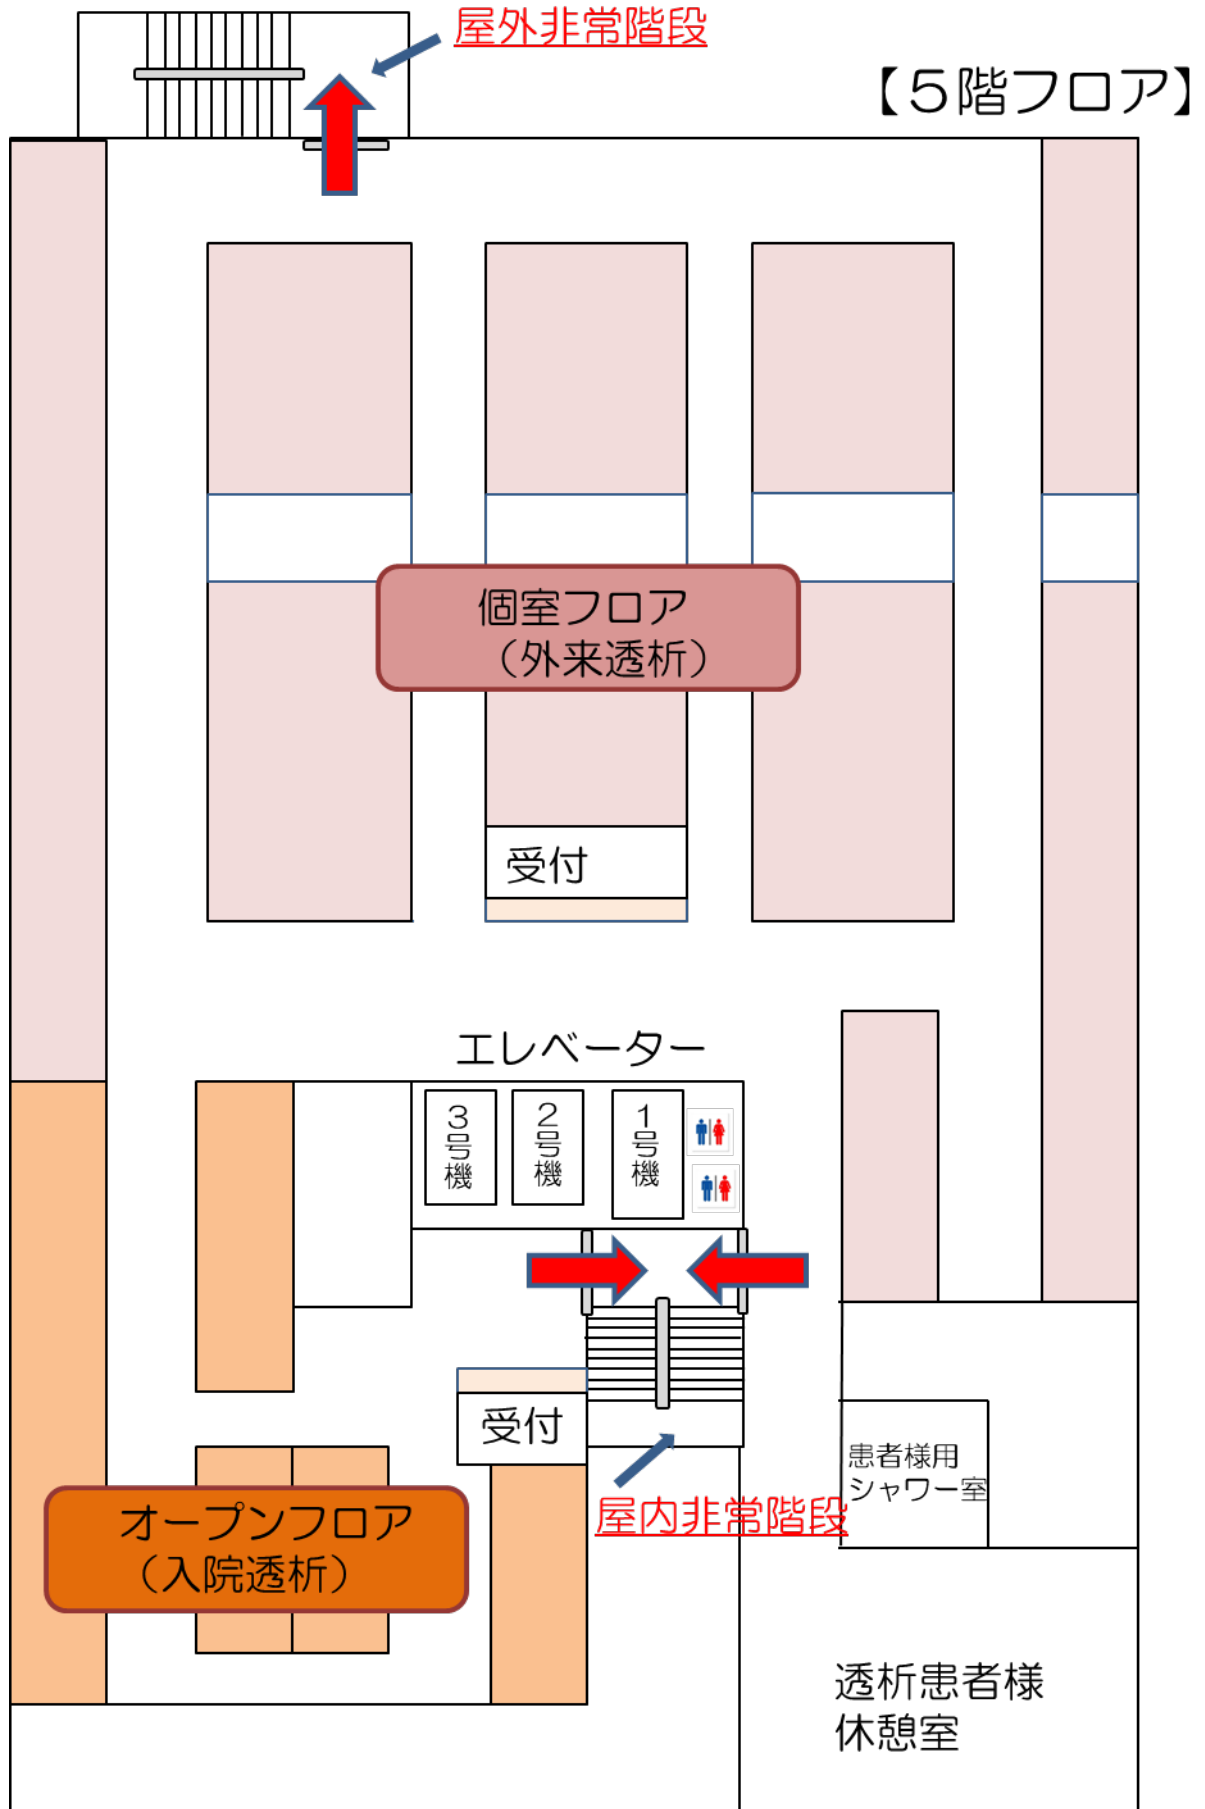 屋外非常階段
【５階フロア】
個室フロア
（外来透析）
受付
エレベーター
３号機
２号機
１号機
受付
屋内非常階段
患者様用
シャワー室
オープンフロア
（入院透析）
透析患者様
休憩室